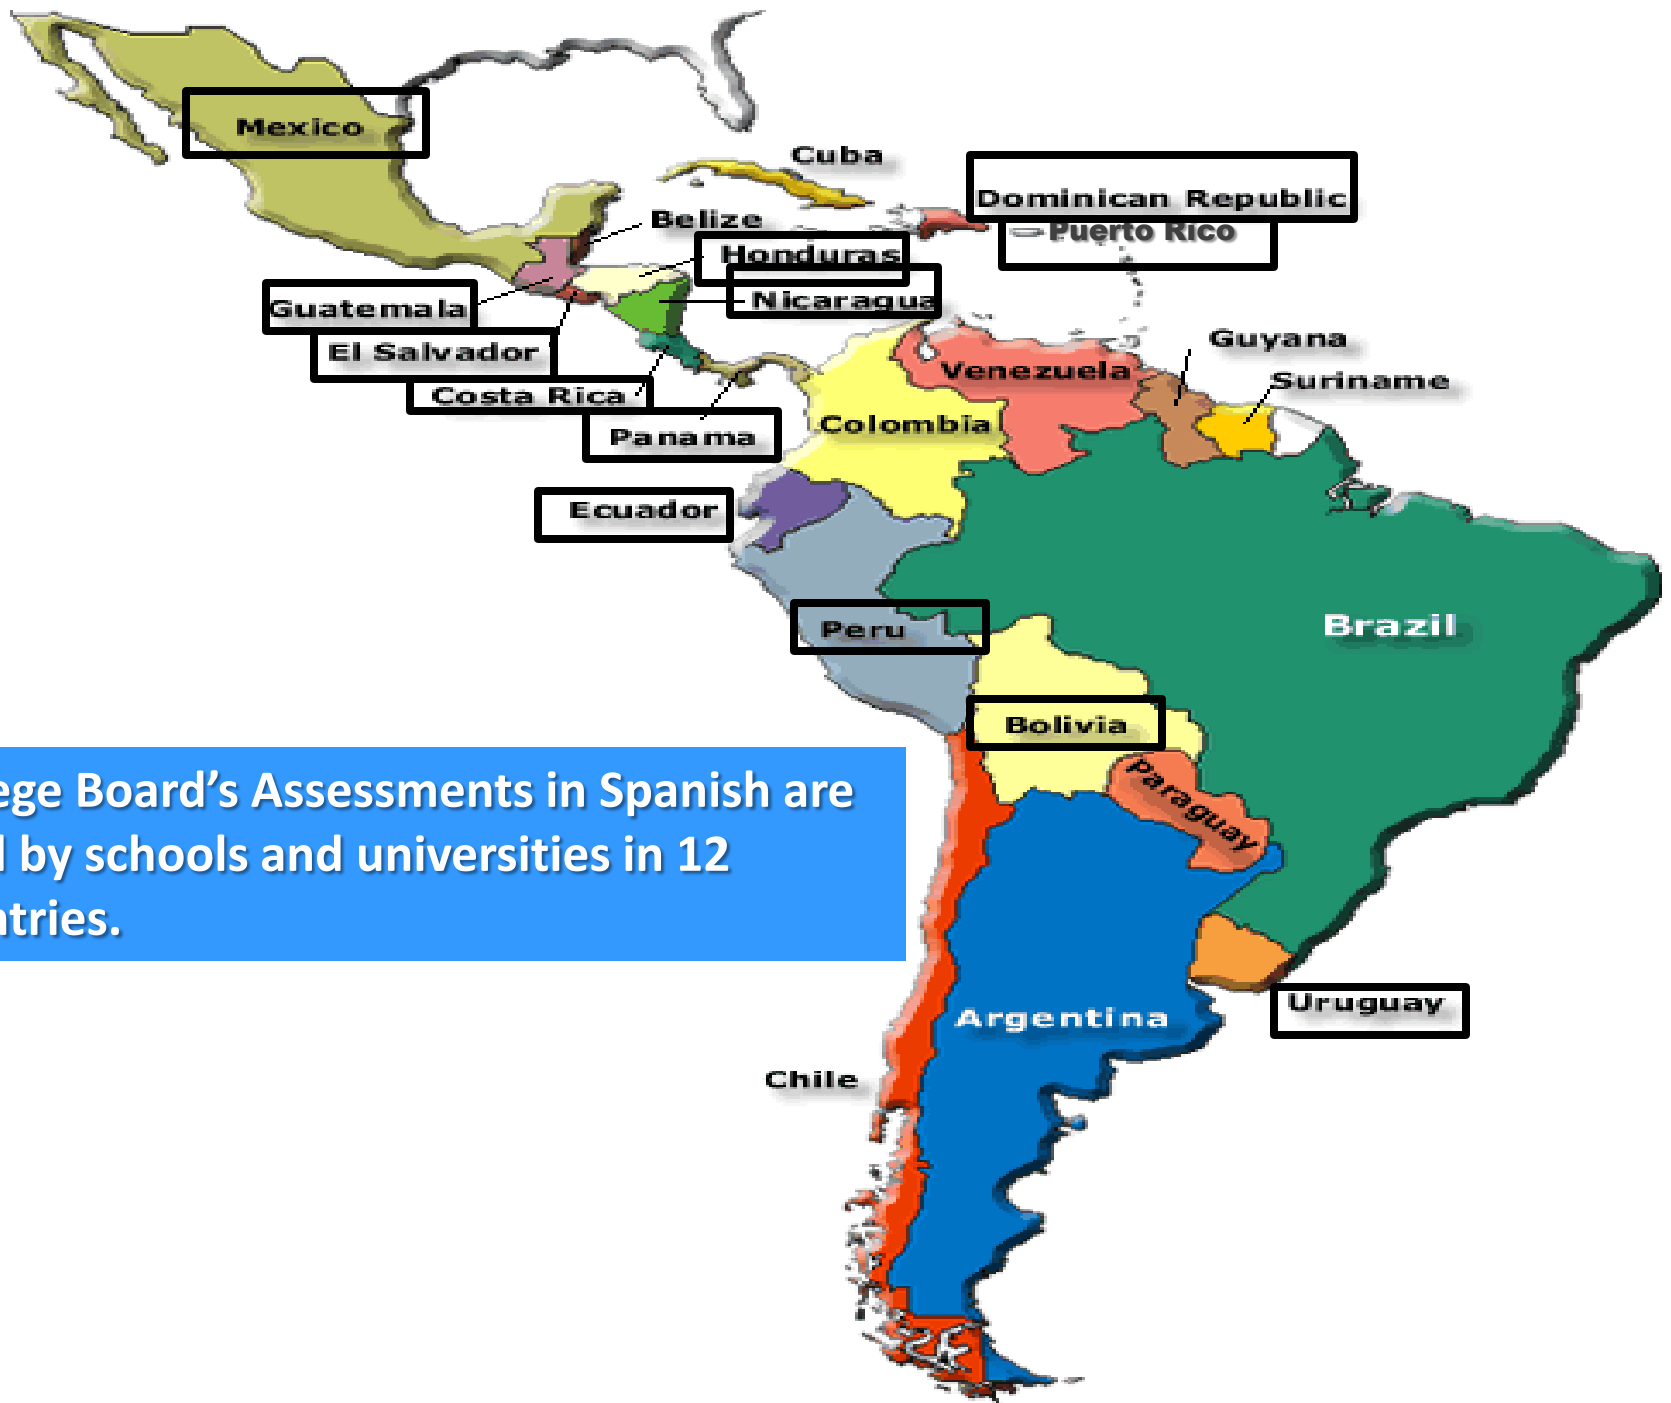 Mexico
Cuba
Dominican Republic
Belize
Puerto Rico
Honduras
Nicaragua
Guatemala
El Salvador
Guyana
Venezuela
Suriname
Costa Rica
Colombia
Panama
Ecuador
Brazil
Peru
Bolivia
Paraguay
ege Board’s Assessments in Spanish are
by schools and universities in 12
ntries.
Uruguay
Argentina
Chile